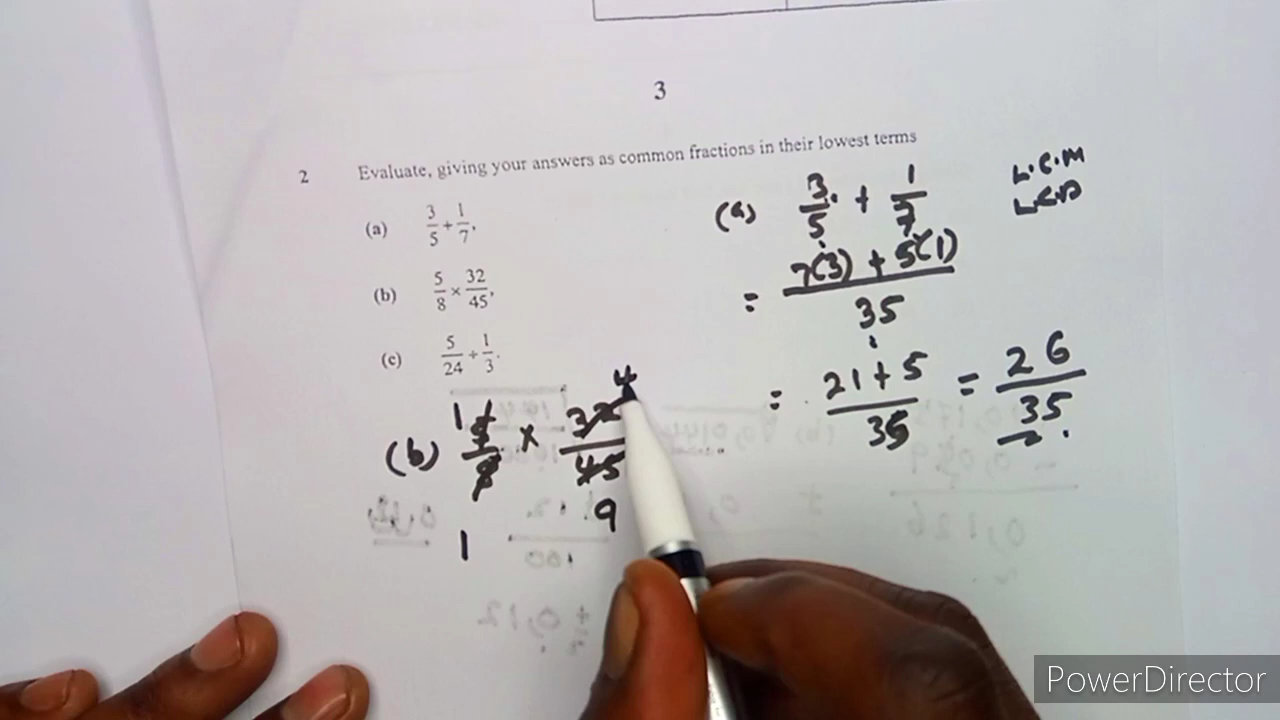 3
2 Evaluate, giving your answers as common fractions in their lowest terms
(a) 3/5 + 1/7,
(b) 5/8 × 32/45,
(c) 5/24 ÷ 1/3.
(a) 3/5 + 1/7
L.C.M
LCD
= 7(3) + 5(1) / 35
= 21 + 5 / 35 = 26/35
(b) 5/8 × 32/45
1 4
1 9
PowerDirector